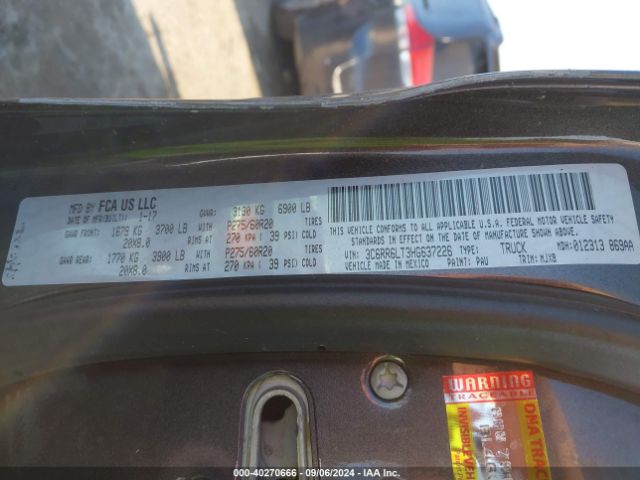 MFD BY FCA US LLC
DATE OF MFR(BUILT): 1-17 GVWR: 3130 KG 6900 LB
GAWR FRONT: 1679 KG 3700 LB WITH P275/60R20 TIRES
20X8.0 RIMS AT 270 KPA ( 39 PSI) COLD
GAWR REAR: 1770 KG 3900 LB WITH P275/60R20 TIRES
20X8.0 RIMS AT 270 KPA ( 39 PSI) COLD
THIS VEHICLE CONFORMS TO ALL APPLICABLE U.S.A. FEDERAL MOTOR VEHICLE SAFETY
STANDARDS IN EFFECT ON THE DATE OF MANUFACTURE SHOWN ABOVE.
VIN: 3C6RR6LT3HG637226 TYPE: TRUCK MDH: 012313 869AA
VEHICLE MADE IN MEXICO PAINT: PAU TRIM: MJX8
WARNING
TRACEABLE
DNA TRAC
INVISIBLE
000-40270666 - 09/06/2024 - IAA Inc.